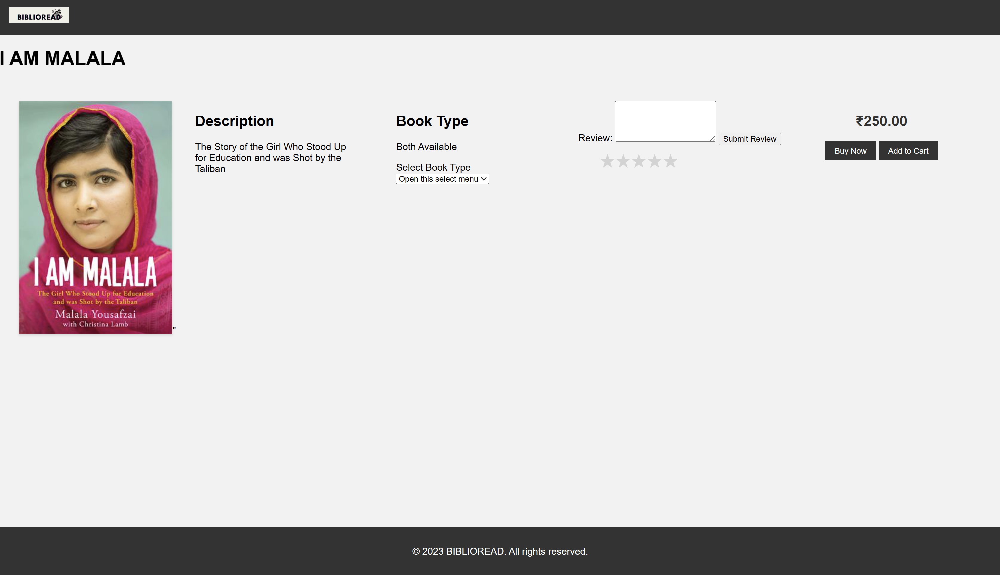 BIBLIOREAD
I AM MALALA
I AM MALALA
The Girl Who Stood Up for Education
and was Shot by the Taliban
Malala Yousafzai
with Christina Lamb
"
Description
The Story of the Girl Who Stood Up
for Education and was Shot by the
Taliban
Book Type
Both Available
Select Book Type
Open this select menu
Review:
Submit Review
₹250.00
Buy Now
Add to Cart
© 2023 BIBLIOREAD. All rights reserved.